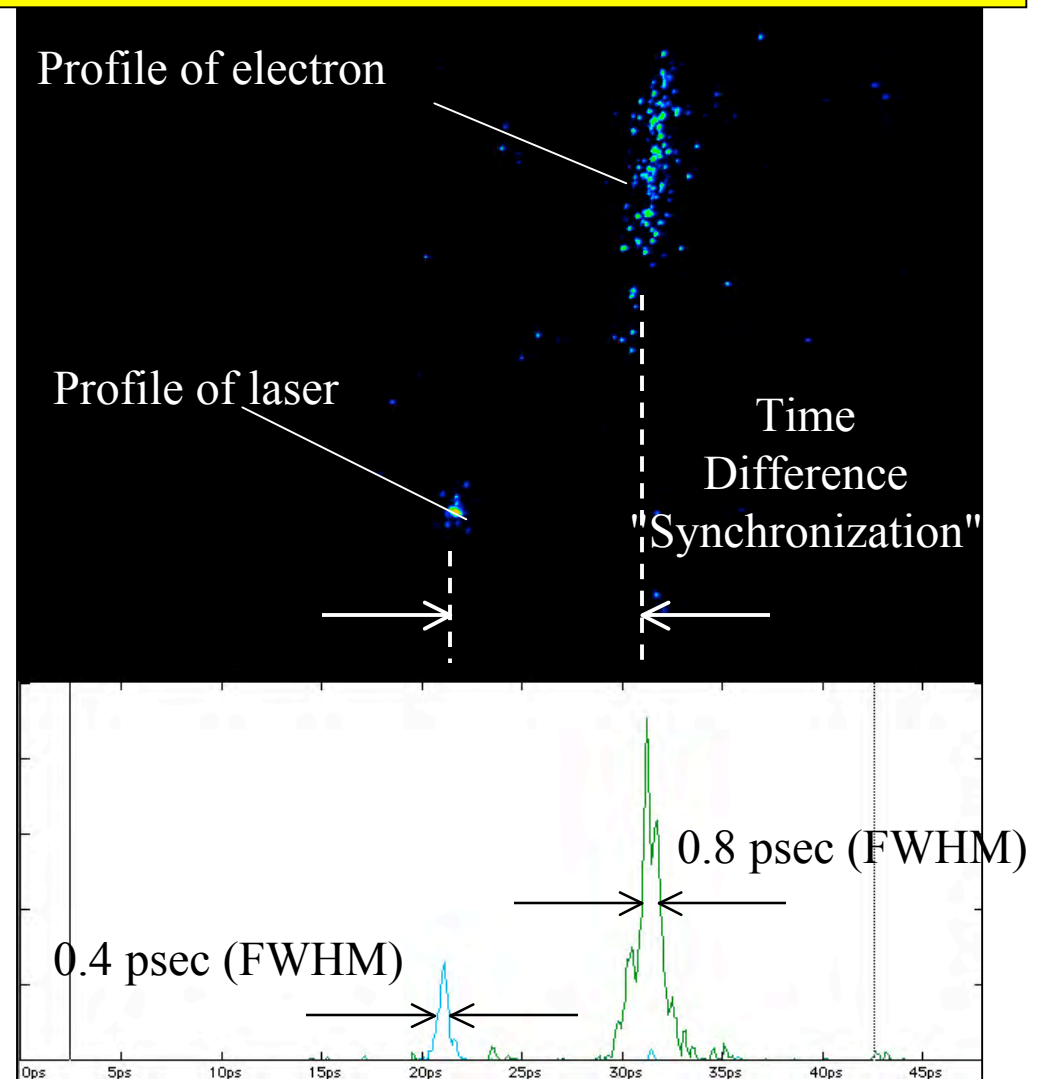 Profile of electron
Profile of laser
Time
Difference
"Synchronization"
0.8 psec (FWHM)
0.4 psec (FWHM)
0ps 5ps 10ps 15ps 20ps 25ps 30ps 35ps 40ps 45ps